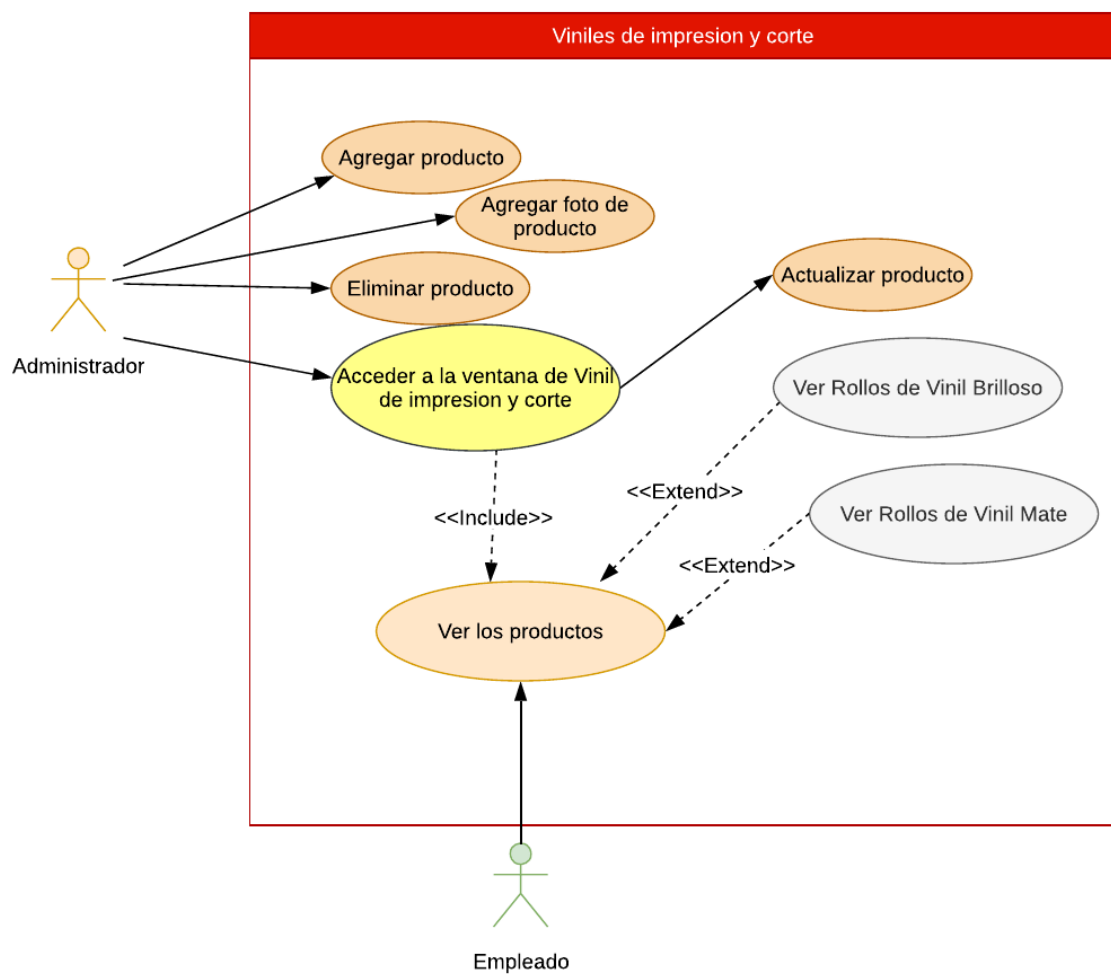 Viniles de impresion y corte
Agregar producto
Agregar foto de
producto
Eliminar producto
Actualizar producto
Administrador
Acceder a la ventana de Vinil
de impresion y corte
Ver Rollos de Vinil Brilloso
<<Extend>>
<<Include>>
Ver Rollos de Vinil Mate
<<Extend>>
Ver los productos
Empleado